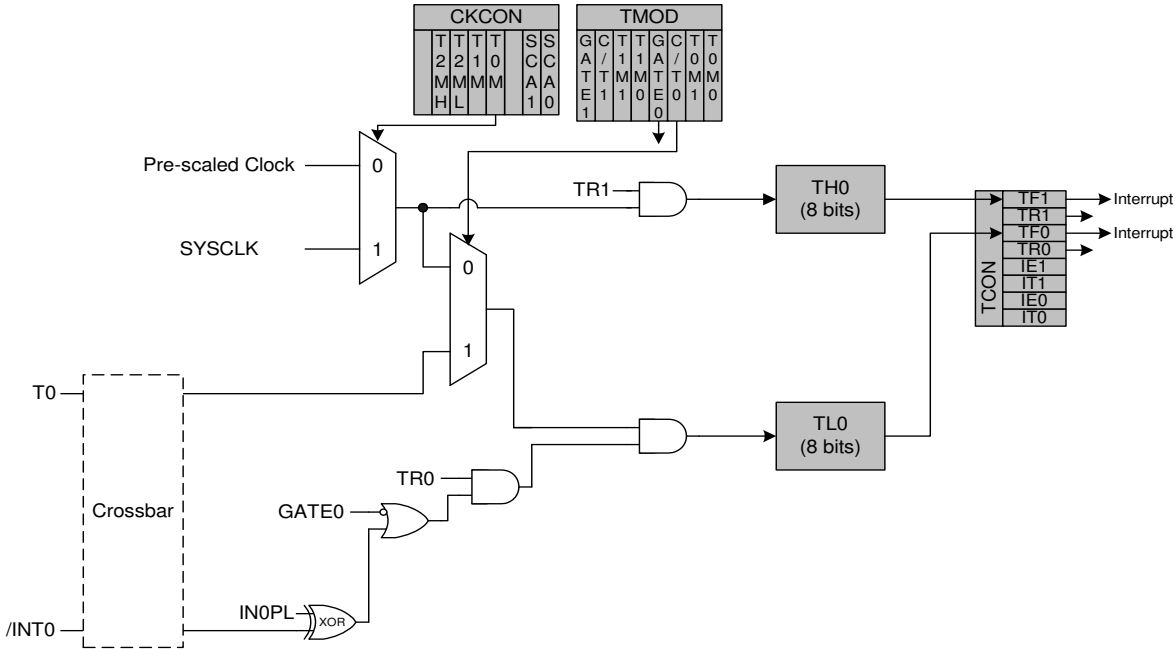 CKCON
T2MH
T2ML
T1M
T0M
SCA1
SCA0
TMOD
GATE1
C/T1
T1M1
T1M0
GATE0
C/T0
T0M1
T0M0
Pre-scaled Clock
0
SYSCLK
1
TR1
TH0
(8 bits)
TCON
TF1
TR1
TF0
TR0
IE1
IT1
IE0
IT0
Interrupt
Interrupt
0
1
T0
Crossbar
/INT0
TL0
(8 bits)
TR0
GATE0
IN0PL
XOR